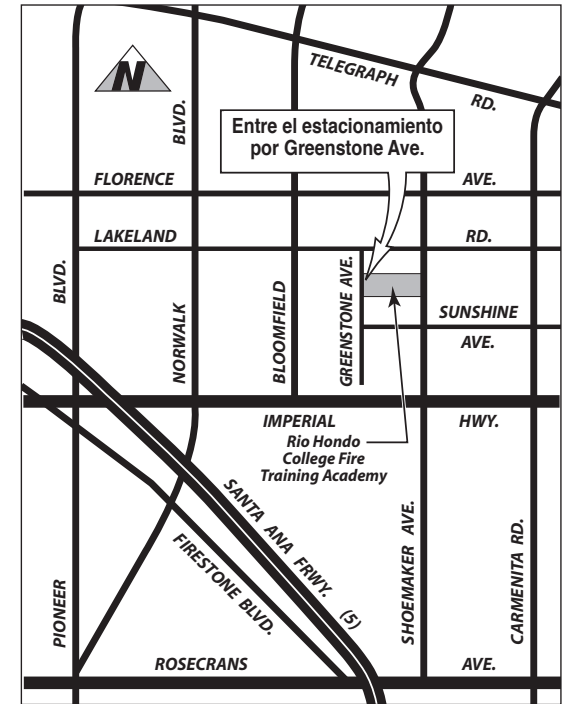 N
TELEGRAPH
RD.
BLVD.
Entre el estacionamiento
por Greenstone Ave.
FLORENCE
AVE.
LAKELAND
RD.
BLVD.
NORWALK
BLOOMFIELD
GREENSTONE AVE.
SUNSHINE
AVE.
IMPERIAL
HWY.
Rio Hondo
College Fire
Training Academy
SANTA ANA FRWY. (5)
FIRESTONE BLVD.
PIONEER
SHOEMAKER AVE.
CARMENITA RD.
ROSECRANS
AVE.